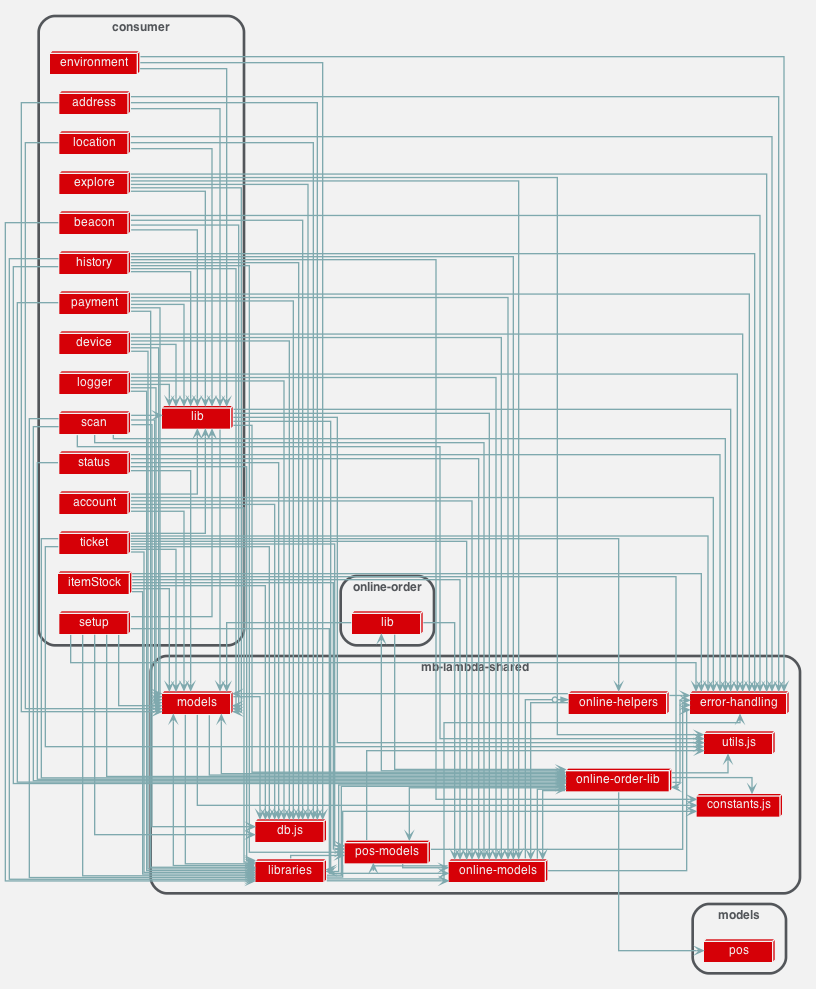 consumer
environment
address
location
explore
beacon
history
payment
device
logger
lib
scan
status
account
ticket
itemStock
online-order
setup
lib
mb-lambda-shared
models
online-helpers
error-handling
utils.js
online-order-lib
constants.js
db.js
pos-models
libraries
online-models
models
pos